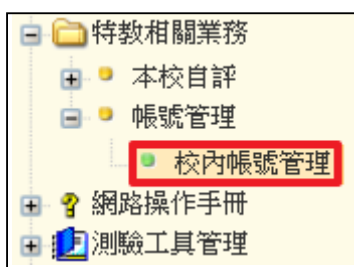 特教相關業務
本校自評
帳號管理
校內帳號管理
網路操作手冊
測驗工具管理